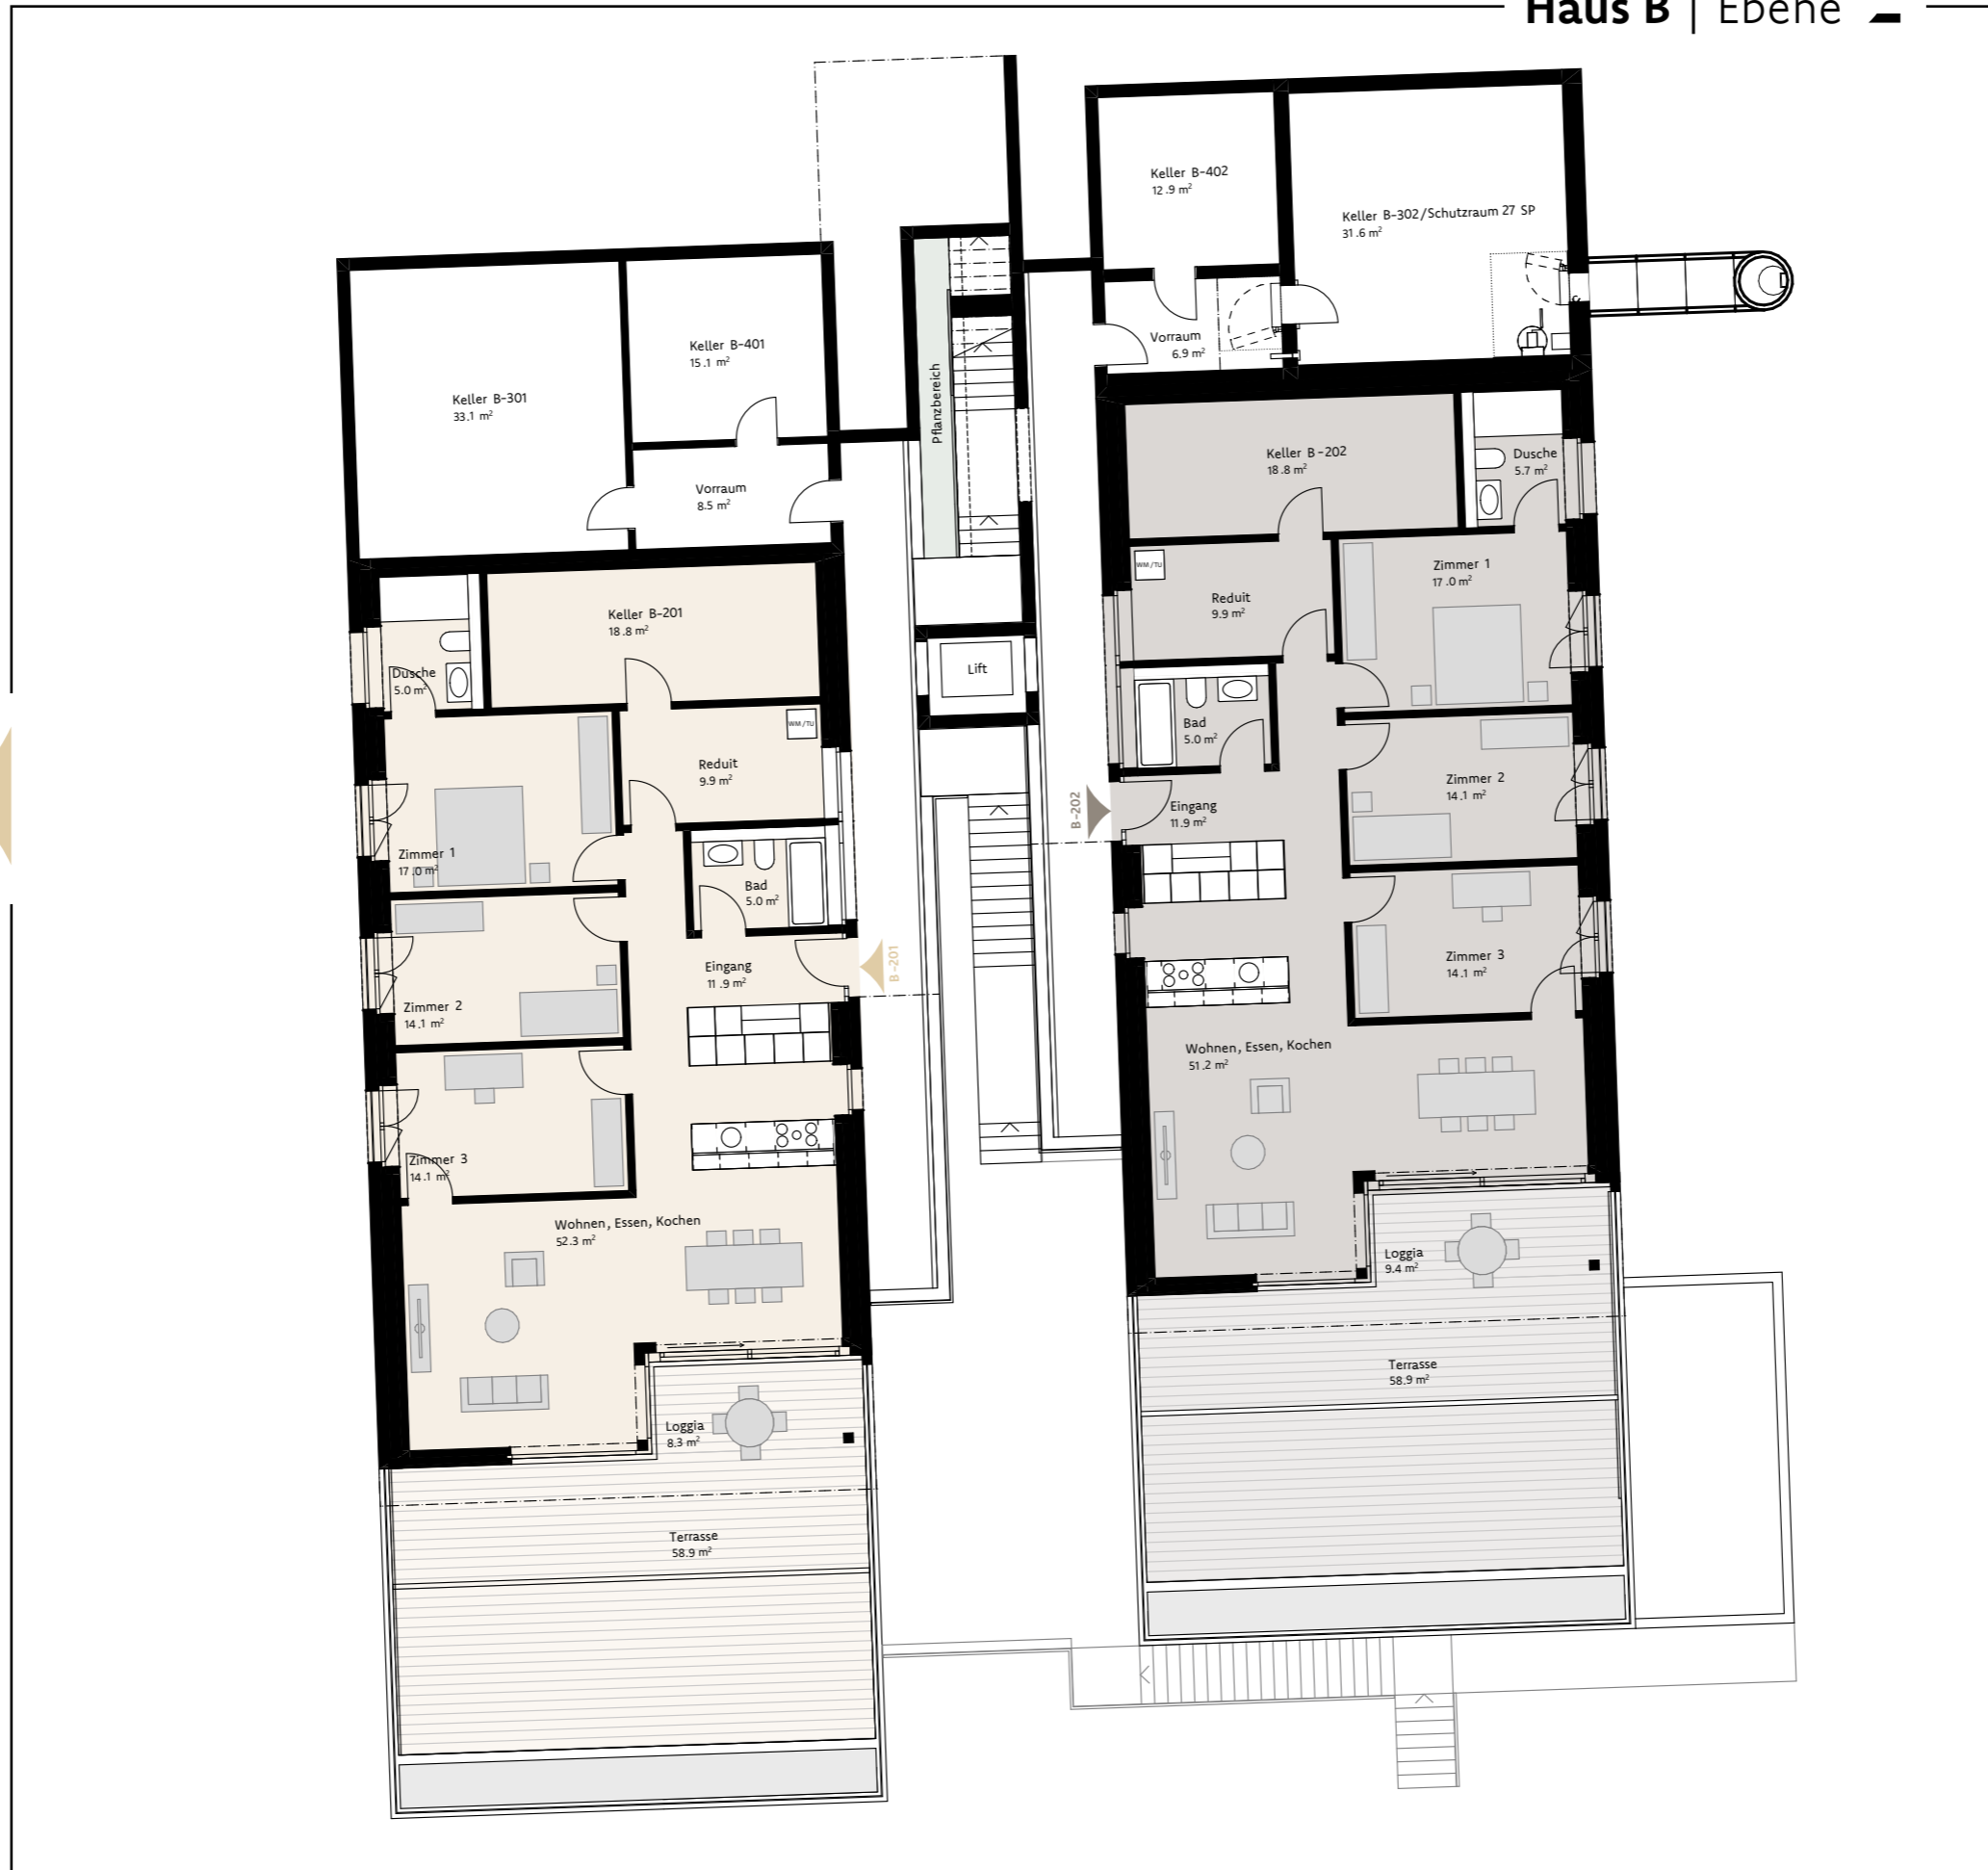 Haus B | Ebene
Keller B-402
12.9 m²
Keller B-302/Schutzraum 27 SP
31.6 m²
Vorraum
6.9 m²
Keller B-301
33.1 m²
Keller B-401
15.1 m²
Vorraum
8.5 m²
Pflanzbereich
Lift
Keller B-202
18.8 m²
Dusche
5.7 m²
WM/TU
Reduit
9.9 m²
Zimmer 1
17.0 m²
Bad
5.0 m²
Zimmer 2
14.1 m²
B-202
Eingang
11.9 m²
Zimmer 3
14.1 m²
Wohnen, Essen, Kochen
51.2 m²
Loggia
9.4 m²
Terrasse
58.9 m²
Keller B-201
18.8 m²
Dusche
5.0 m²
WM/TU
Reduit
9.9 m²
Zimmer 1
17.0 m²
Bad
5.0 m²
Eingang
11.9 m²
B-201
Zimmer 2
14.1 m²
Zimmer 3
14.1 m²
Wohnen, Essen, Kochen
52.3 m²
Loggia
8.3 m²
Terrasse
58.9 m²